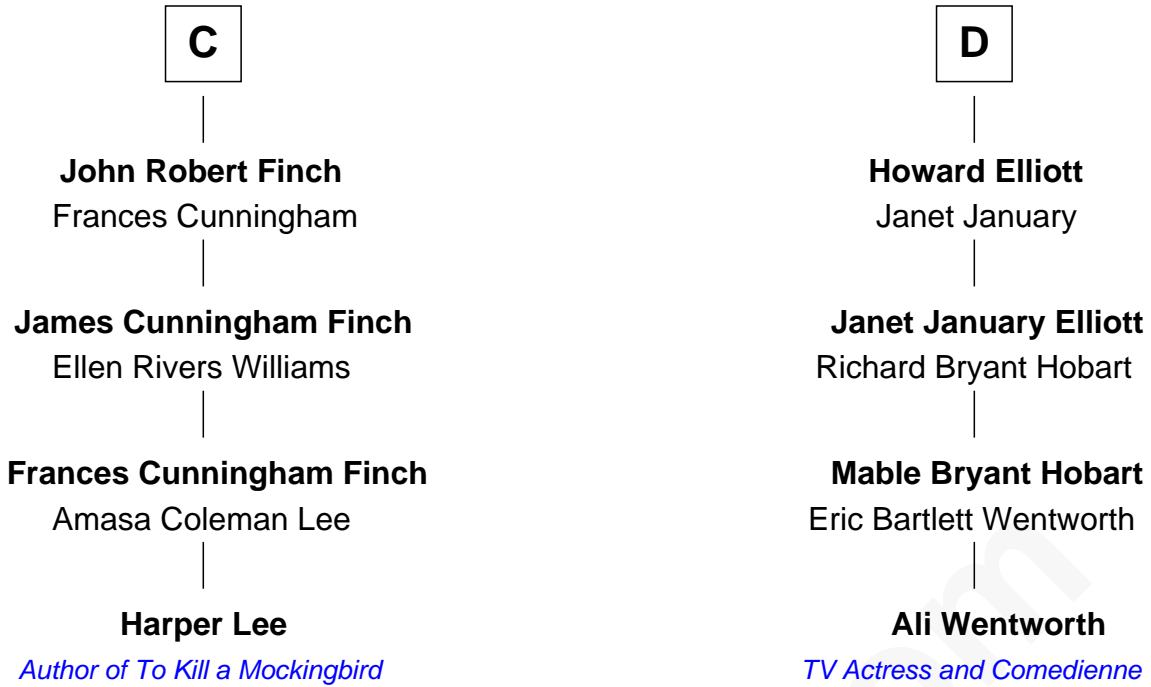 C
John Robert Finch
Frances Cunningham
James Cunningham Finch
Ellen Rivers Williams
Frances Cunningham Finch
Amasa Coleman Lee
Harper Lee
Author of To Kill a Mockingbird
D
Howard Elliott
Janet January
Janet January Elliott
Richard Bryant Hobart
Mable Bryant Hobart
Eric Bartlett Wentworth
Ali Wentworth
TV Actress and Comedienne